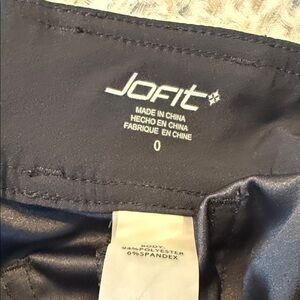 Jofit
MADE IN CHINA
HECHO EN CHINA
FABRIQUE EN CHINE
0
BODY:
94%POLYESTER
6%SPANDEX